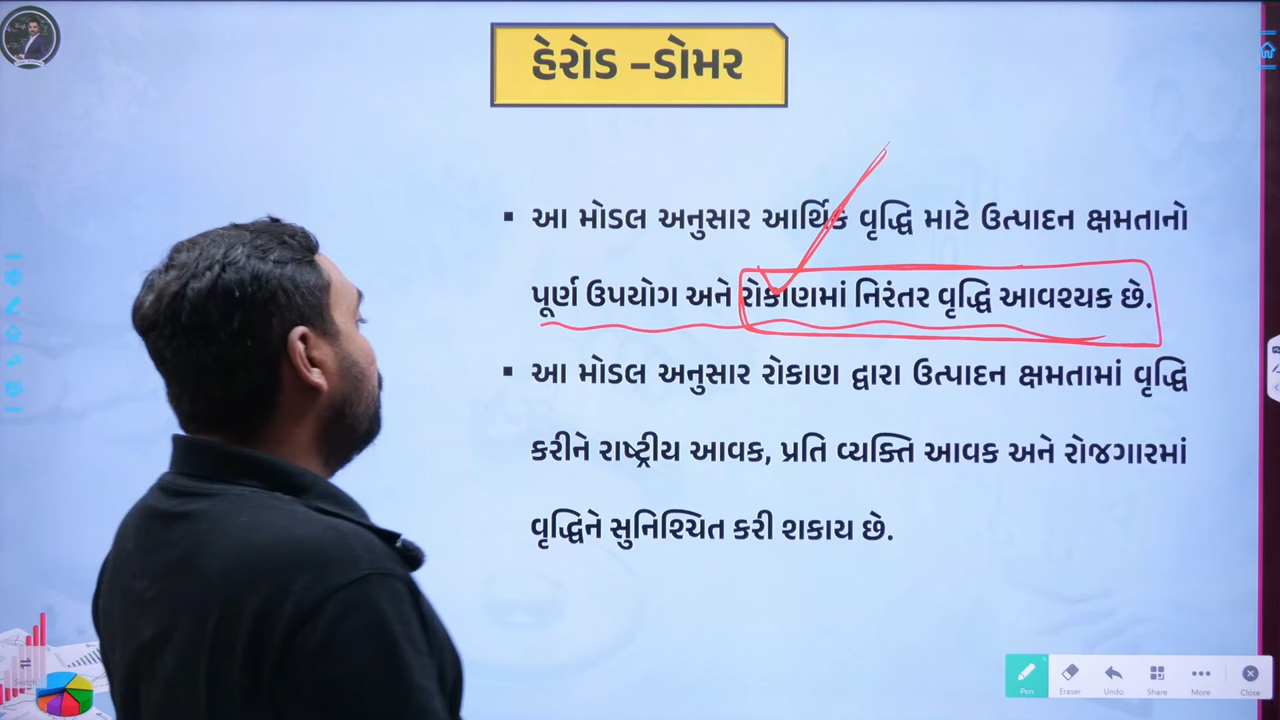 હેરોડ –ડોમર
▪ આ મોડલ અનુસાર આર્થિક વૃદ્ધિ માટે ઉત્પાદન ક્ષમતાનો
પૂર્ણ ઉપયોગ અને રોકાણમાં નિરંતર વૃદ્ધિ આવશ્યક છે.
▪ આ મોડલ અનુસાર રોકાણ દ્વારા ઉત્પાદન ક્ષમતામાં વૃદ્ધિ
કરીને રાષ્ટ્રીય આવક, પ્રતિ વ્યક્તિ આવક અને રોજગારમાં
વૃદ્ધિને સુનિશ્ચિત કરી શકાય છે.
Switch
Pen Eraser Undo Share More Close